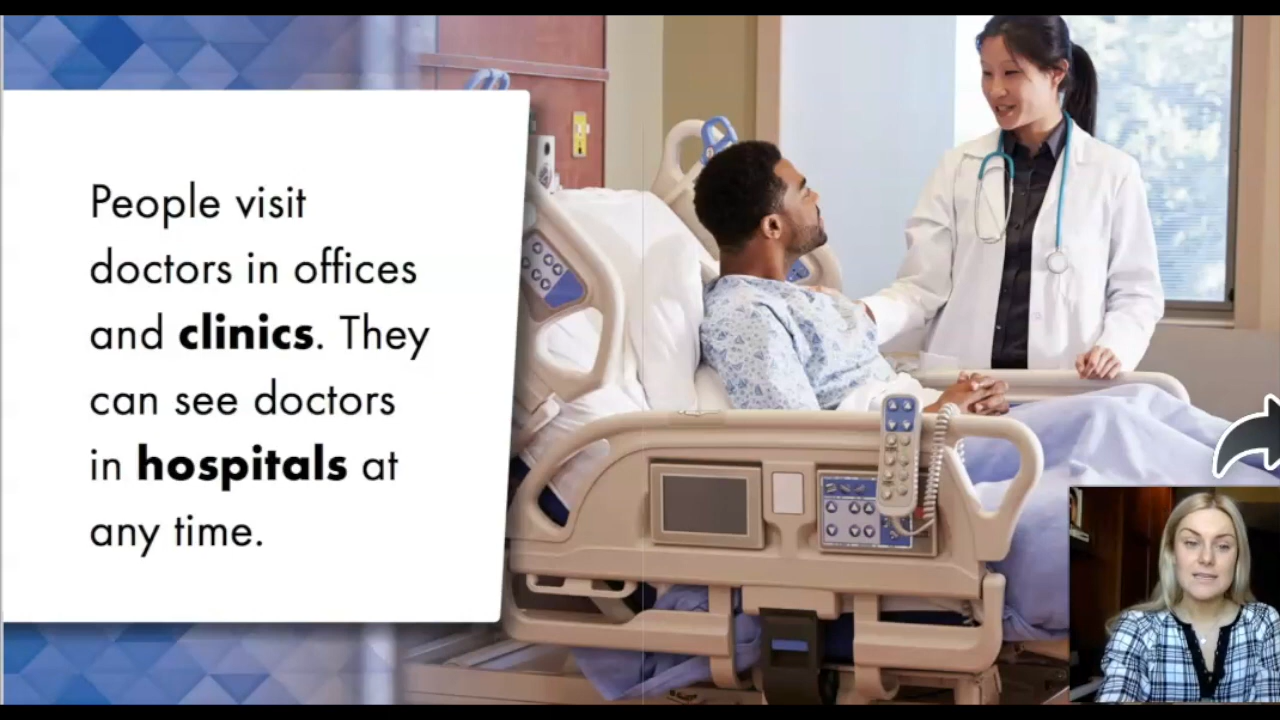 People visit
doctors in offices
and clinics. They
can see doctors
in hospitals at
any time.